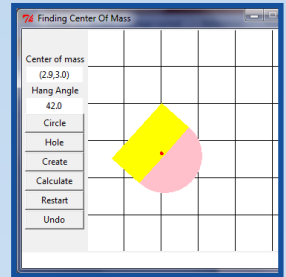 Finding Center Of Mass
Center of mass
(2.9,3.0)
Hang Angle
42.0
Circle
Hole
Create
Calculate
Restart
Undo